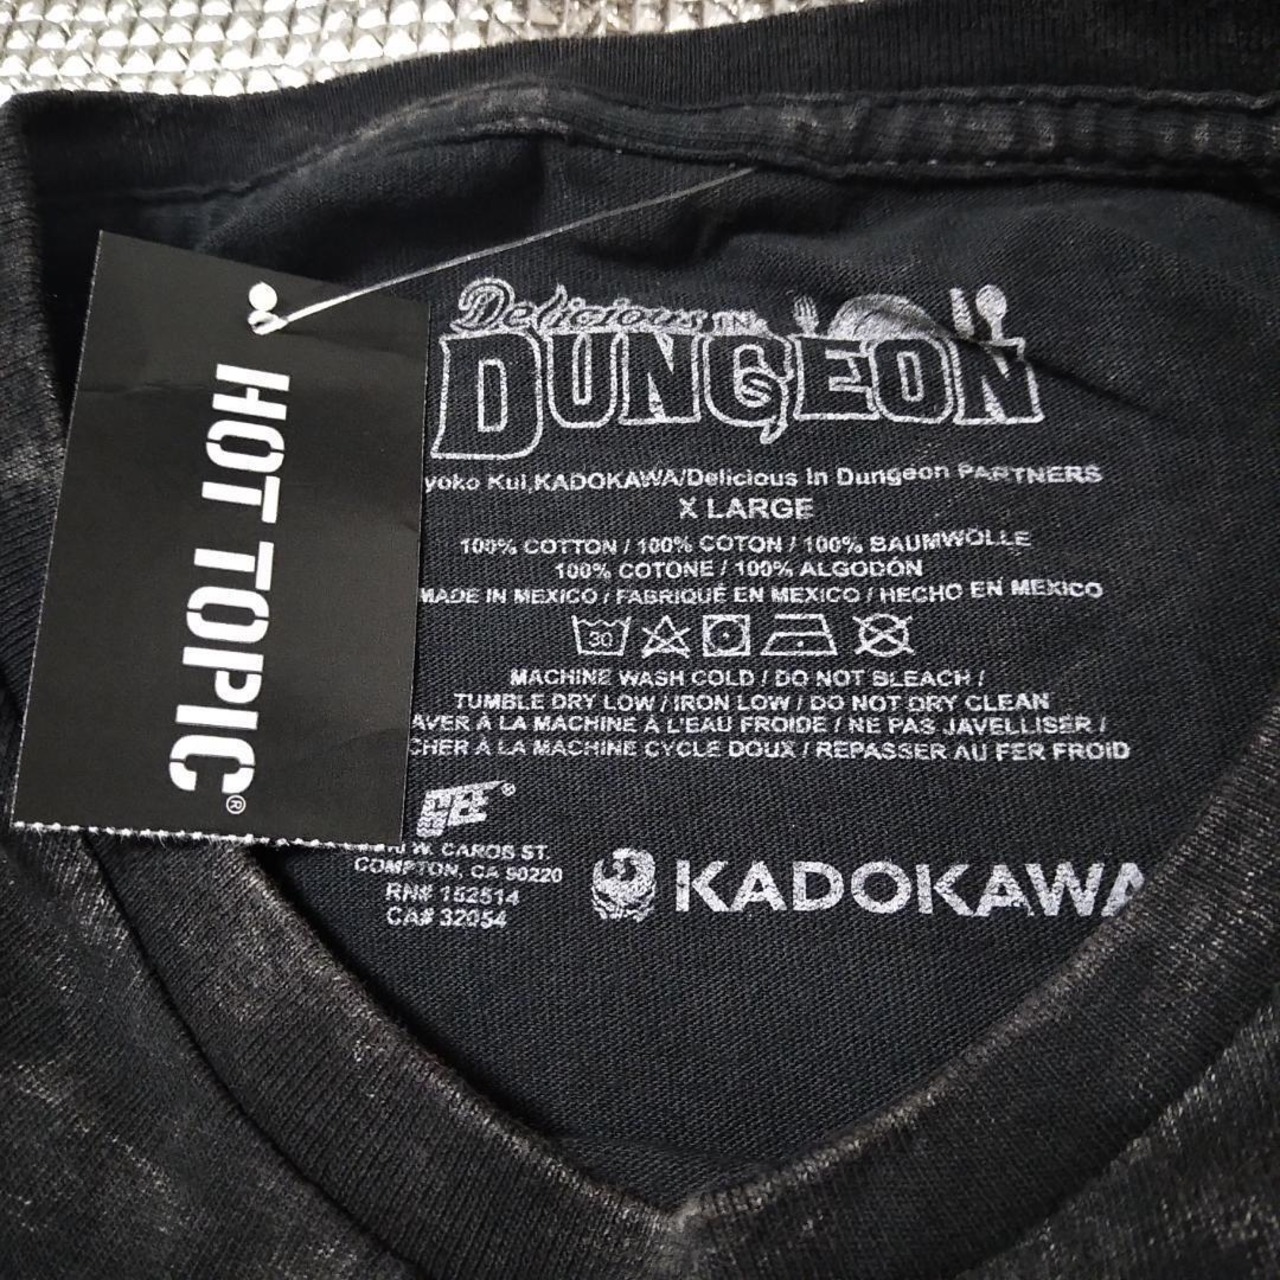 HOT TOPIC®
Delicious IN
DUNGEON
yoko Kui,KADOKAWA/Delicious In Dungeon PARTNERS
X LARGE
100% COTTON / 100% COTON / 100% BAUMWOLLE
100% COTONE / 100% ALGODÓN
MADE IN MEXICO / FABRIQUÉ EN MEXICO / HECHO EN MEXICO
30
MACHINE WASH COLD / DO NOT BLEACH /
TUMBLE DRY LOW / IRON LOW / DO NOT DRY CLEAN
AVER À LA MACHINE À L'EAU FROIDE / NE PAS JAVELLISER /
CHER À LA MACHINE CYCLE DOUX / REPASSER AU FER FROID
W. CAROB ST.
COMPTON, CA 90220
RN# 152514
CA# 32054
KADOKAWA